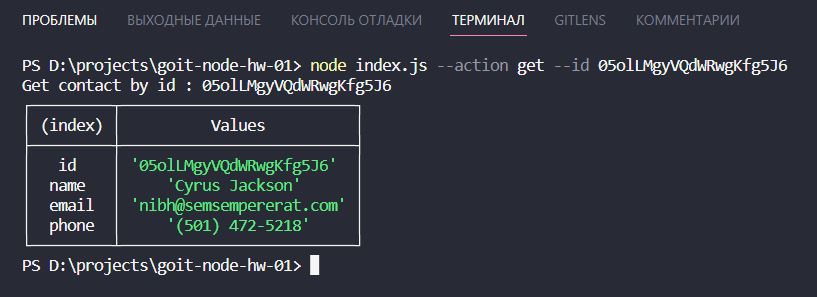 ПРОБЛЕМЫ ВЫХОДНЫЕ ДАННЫЕ КОНСОЛЬ ОТЛАДКИ ТЕРМИНАЛ GITLENS КОММЕНТАРИИ
PS D:\projects\goit-node-hw-01> node index.js --action get --id 05olLMgyVQdWRwgKfg5J6
Get contact by id : 05olLMgyVQdWRwgKfg5J6
(index) Values
id '05olLMgyVQdWRwgKfg5J6'
name 'Cyrus Jackson'
email 'nibh@semsempererat.com'
phone '(501) 472-5218'
PS D:\projects\goit-node-hw-01>